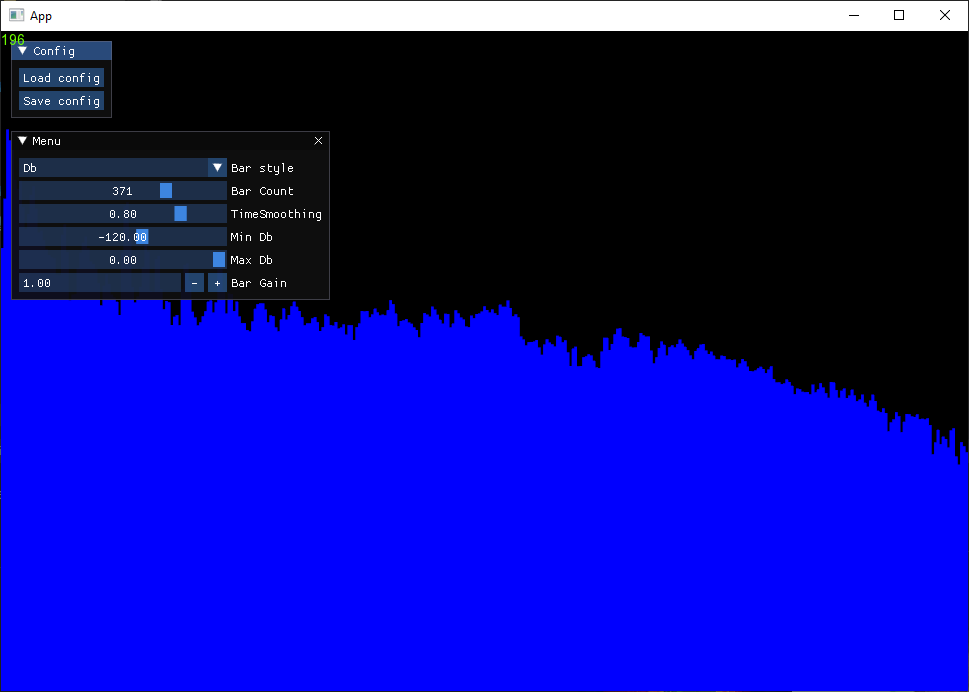 App
196
Config
Load config
Save config
Menu
Db Bar style
371 Bar Count
0.80 TimeSmoothing
-120.00 Min Db
0.00 Max Db
1.00 - + Bar Gain